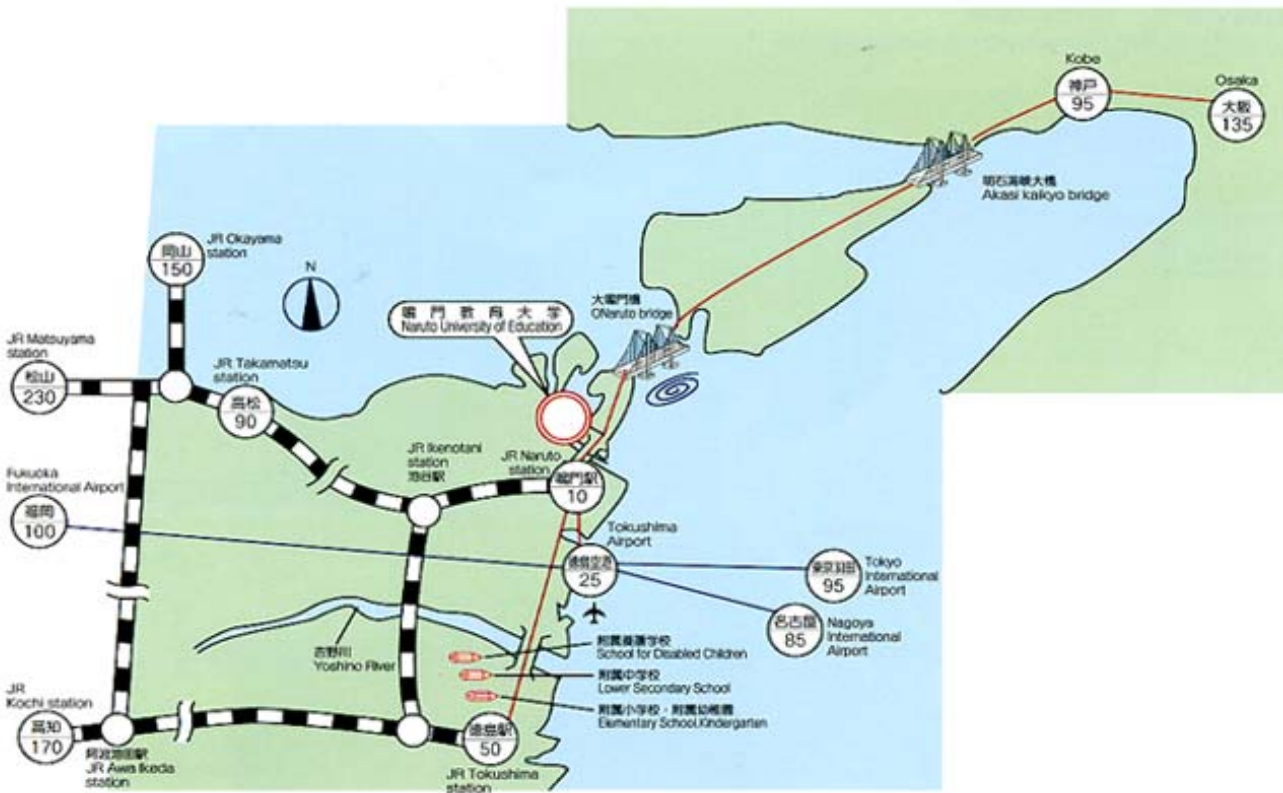 Kobe
神戸
95
Osaka
大阪
135
明石海峡大橋
Akasi kaikyo bridge
岡山
150
JR Okayama
station
N
大鳴門橋
ONaruto bridge
鳴門教育大学
Naruto University of Education
JR Matsuyama
station
松山
230
JR Takamatsu
station
高松
90
JR Ikenotani
station
池谷駅
JR Naruto
station
鳴門駅
10
Fukuoka
International Airport
福岡
100
Tokushima
Airport
徳島空港
25
東京羽田
95
Tokyo
International
Airport
名古屋
85
Nagoya
International
Airport
吉野川
Yoshino River
附属養護学校
School for Disabled Children
附属中学校
Lower Secondary School
附属小学校・附属幼稚園
Elementary School,Kindergarten
JR
Kochi station
高知
170
阿波池田駅
JR Awa Ikeda
station
徳島駅
50
JR Tokushima
station